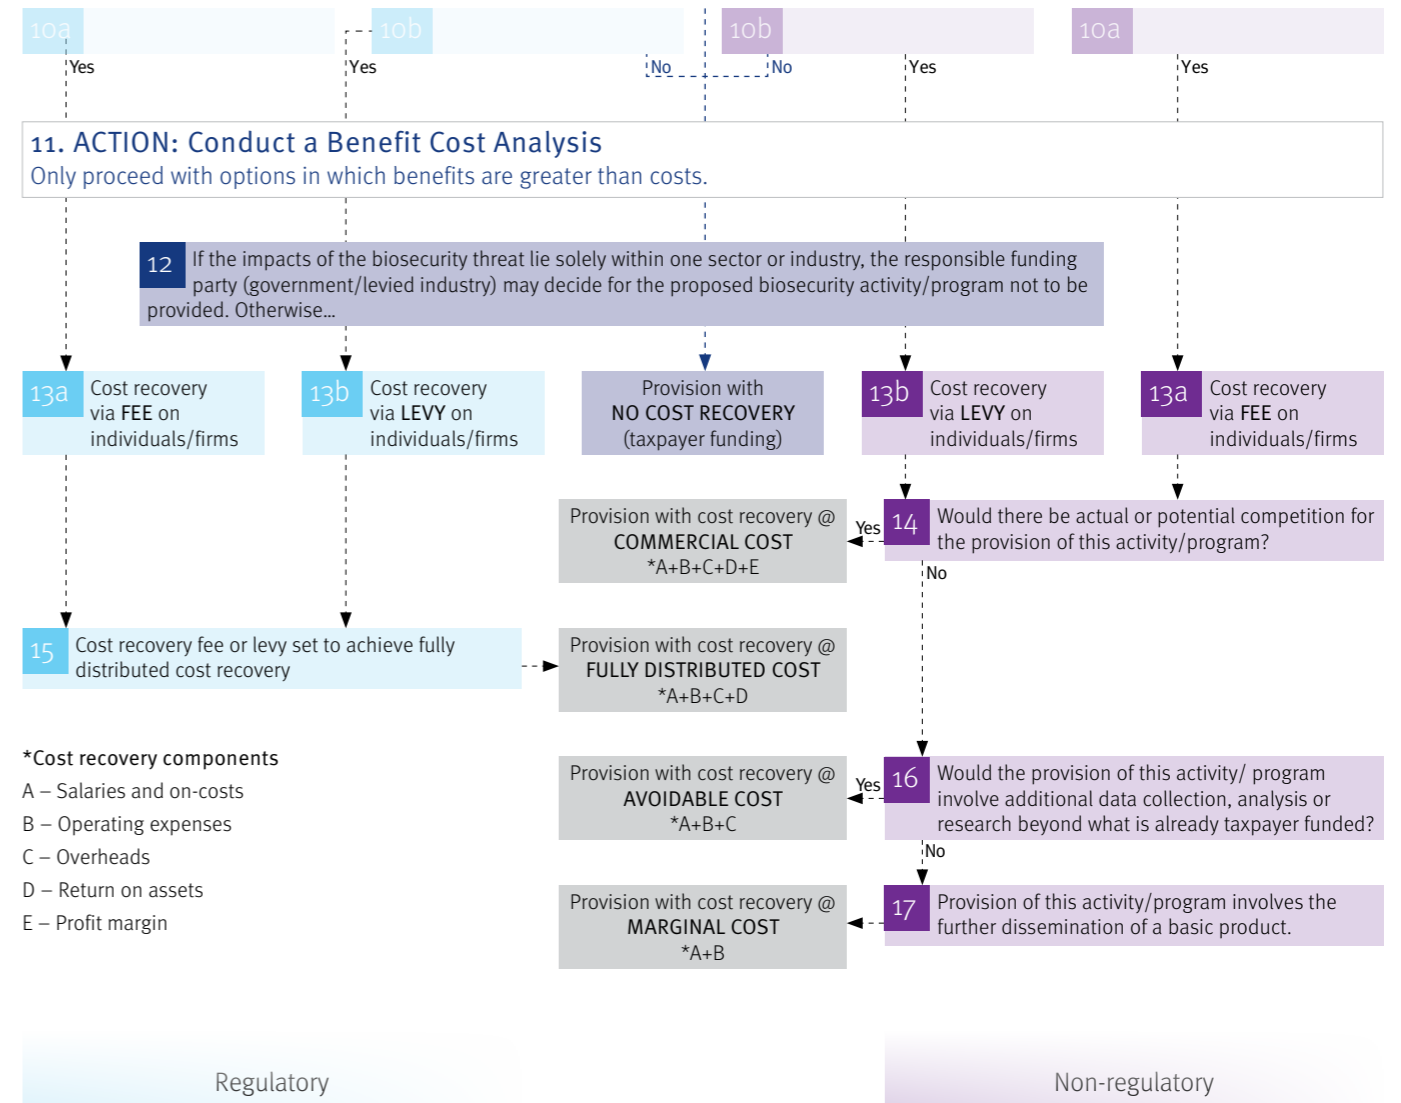 10a
10b
10b
10a
Yes
Yes
No
No
Yes
Yes
11. ACTION: Conduct a Benefit Cost Analysis
Only proceed with options in which benefits are greater than costs.
12 If the impacts of the biosecurity threat lie solely within one sector or industry, the responsible funding
party (government/levied industry) may decide for the proposed biosecurity activity/program not to be
provided. Otherwise...
13a Cost recovery
via FEE on
individuals/firms
13b Cost recovery
via LEVY on
individuals/firms
Provision with
NO COST RECOVERY
(taxpayer funding)
13b Cost recovery
via LEVY on
individuals/firms
13a Cost recovery
via FEE on
individuals/firms
Provision with cost recovery @
COMMERCIAL COST
*A+B+C+D+E
Yes
14 Would there be actual or potential competition for
the provision of this activity/program?
No
15 Cost recovery fee or levy set to achieve fully
distributed cost recovery
Provision with cost recovery @
FULLY DISTRIBUTED COST
*A+B+C+D
*Cost recovery components
A – Salaries and on-costs
B – Operating expenses
C – Overheads
D – Return on assets
E – Profit margin
Provision with cost recovery @
AVOIDABLE COST
*A+B+C
Yes
16 Would the provision of this activity/ program
involve additional data collection, analysis or
research beyond what is already taxpayer funded?
No
Provision with cost recovery @
MARGINAL COST
*A+B
17 Provision of this activity/program involves the
further dissemination of a basic product.
Regulatory
Non-regulatory